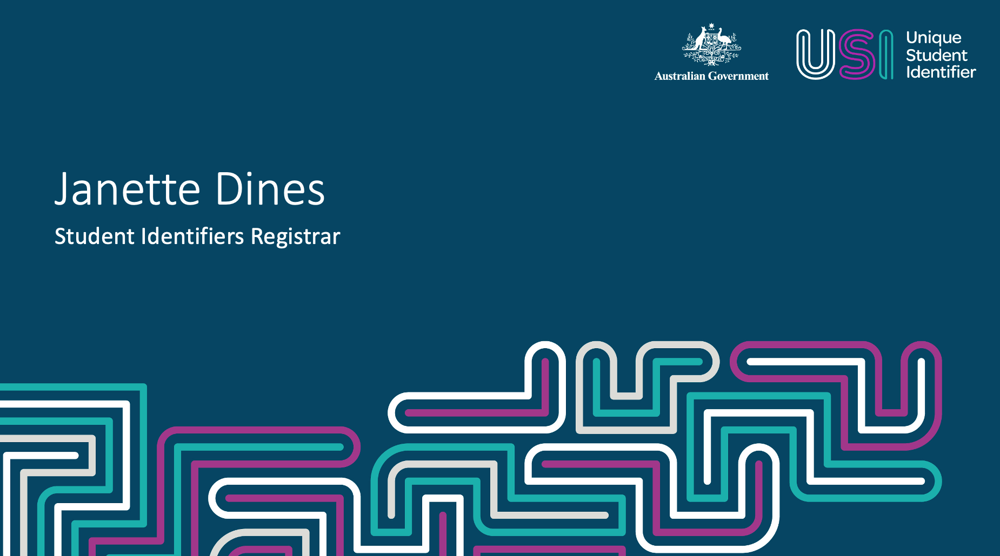 Australian Government
USI
Unique
Student
Identifier
Janette Dines
Student Identifiers Registrar